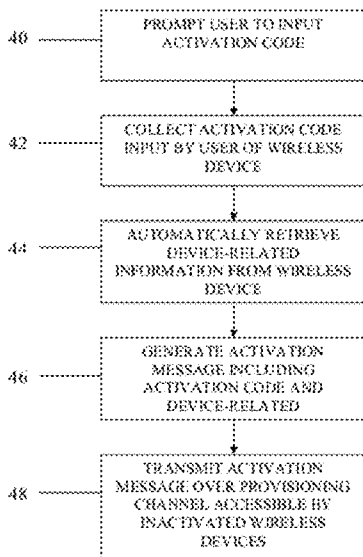 40
PROMPT USER TO INPUT
ACTIVATION CODE
42
COLLECT ACTIVATION CODE
INPUT BY USER OF WIRELESS
DEVICE
44
AUTOMATICALLY RETRIEVE
DEVICE-RELATED
INFORMATION FROM WIRELESS
DEVICE
46
GENERATE ACTIVATION
MESSAGE INCLUDING
ACTIVATION CODE AND
DEVICE-RELATED
48
TRANSMIT ACTIVATION
MESSAGE OVER PROVISIONING
CHANNEL ACCESSIBLE BY
INACTIVATED WIRELESS
DEVICES